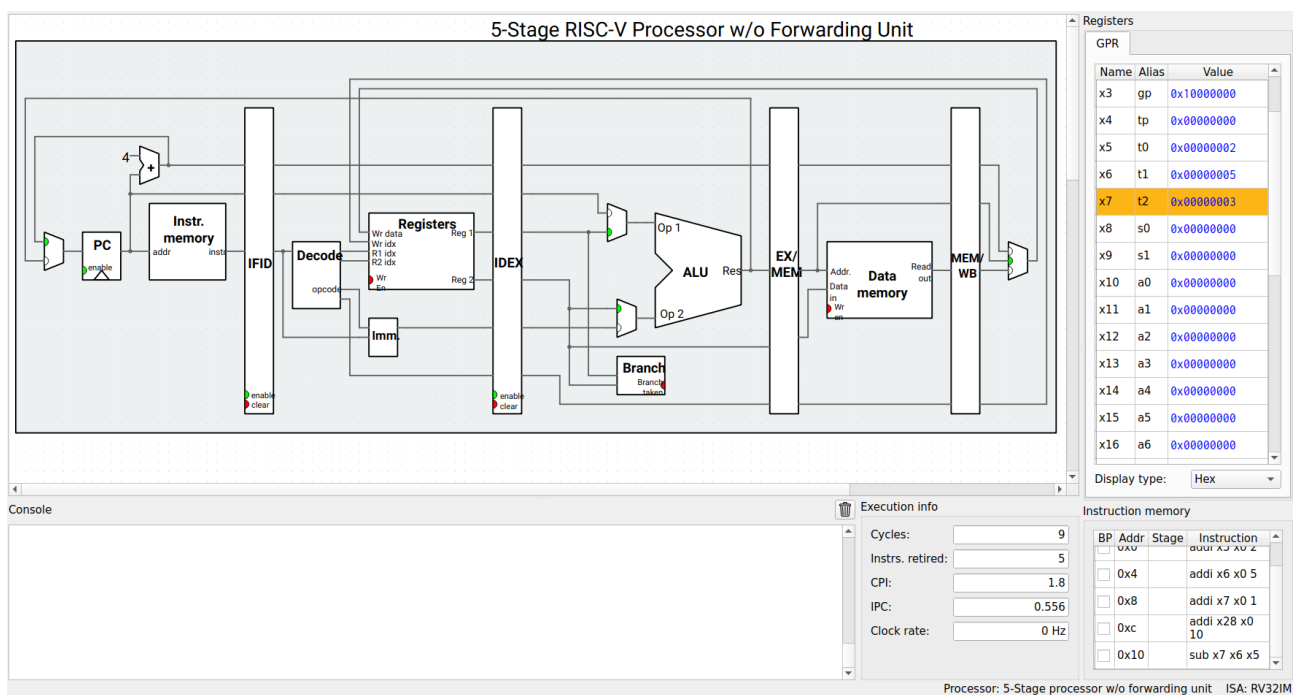 5-Stage RISC-V Processor w/o Forwarding Unit
4
+
PC
enable
Instr.
memory
addr
instr
IFID
enable
clear
Decode
opcode
Registers
Wr data
Wr idx
R1 idx
R2 idx
Wr
En
Reg 1
Reg 2
Imm.
IDEX
enable
clear
Op 1
ALU
Res
Op 2
Branch
Branch
taken
EX/
MEM
Addr.
Data
in
Wr
en
Data
memory
Read
out
MEM/
WB
Registers
GPR
Name Alias Value
x3 gp 0x10000000
x4 tp 0x00000000
x5 t0 0x00000002
x6 t1 0x00000005
x7 t2 0x00000003
x8 s0 0x00000000
x9 s1 0x00000000
x10 a0 0x00000000
x11 a1 0x00000000
x12 a2 0x00000000
x13 a3 0x00000000
x14 a4 0x00000000
x15 a5 0x00000000
x16 a6 0x00000000
Display type: Hex
Console
Execution info
Cycles: 9
Instrs. retired: 5
CPI: 1.8
IPC: 0.556
Clock rate: 0 Hz
Instruction memory
BP Addr Stage Instruction
0x0 addi x5 x0 2
0x4 addi x6 x0 5
0x8 addi x7 x0 1
0xc addi x28 x0
10
0x10 sub x7 x6 x5
Processor: 5-Stage processor w/o forwarding unit ISA: RV32IM